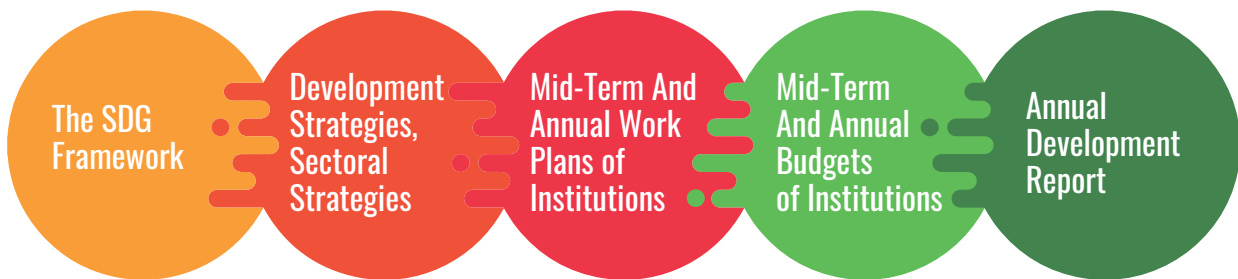 The SDG
Framework
Development
Strategies,
Sectoral
Strategies
Mid-Term And
Annual Work
Plans of
Institutions
Mid-Term
And Annual
Budgets
of Institutions
Annual
Development
Report